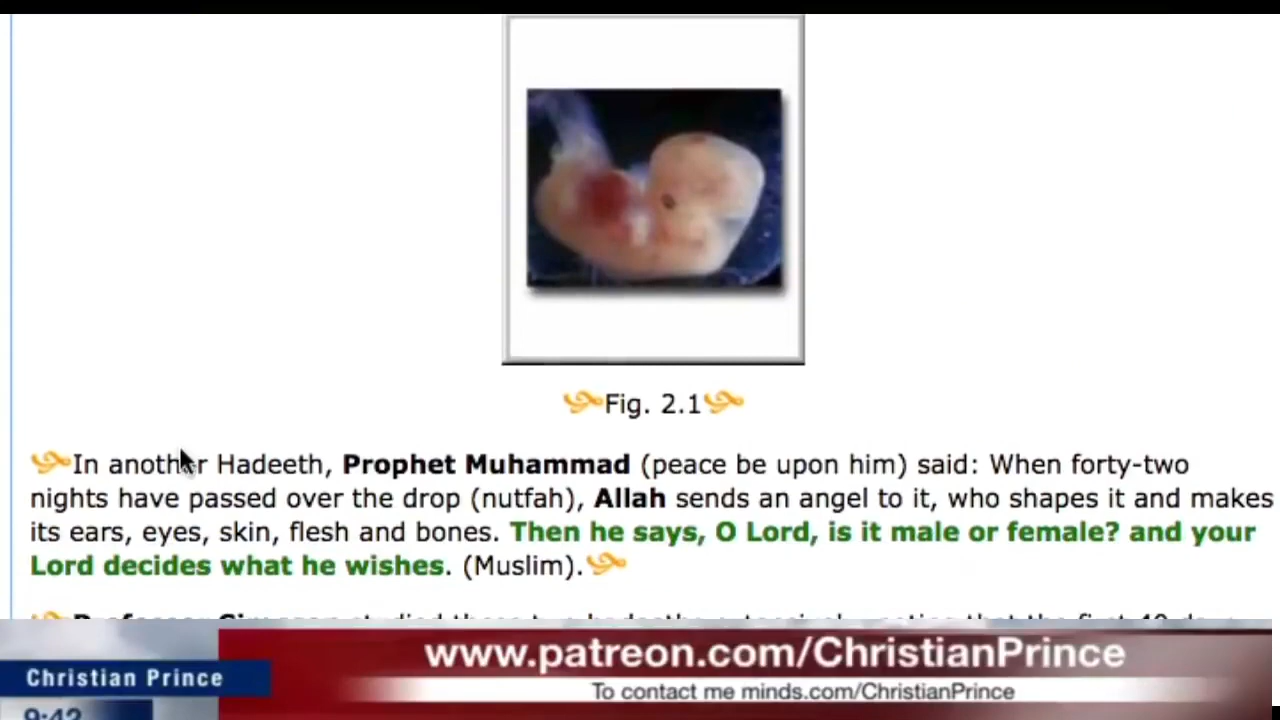 Fig. 2.1
In another Hadeeth, Prophet Muhammad (peace be upon him) said: When forty-two
nights have passed over the drop (nutfah), Allah sends an angel to it, who shapes it and makes
its ears, eyes, skin, flesh and bones. Then he says, O Lord, is it male or female? and your
Lord decides what he wishes. (Muslim).
www.patreon.com/ChristianPrince
Christian Prince
To contact me minds.com/ChristianPrince
9:42